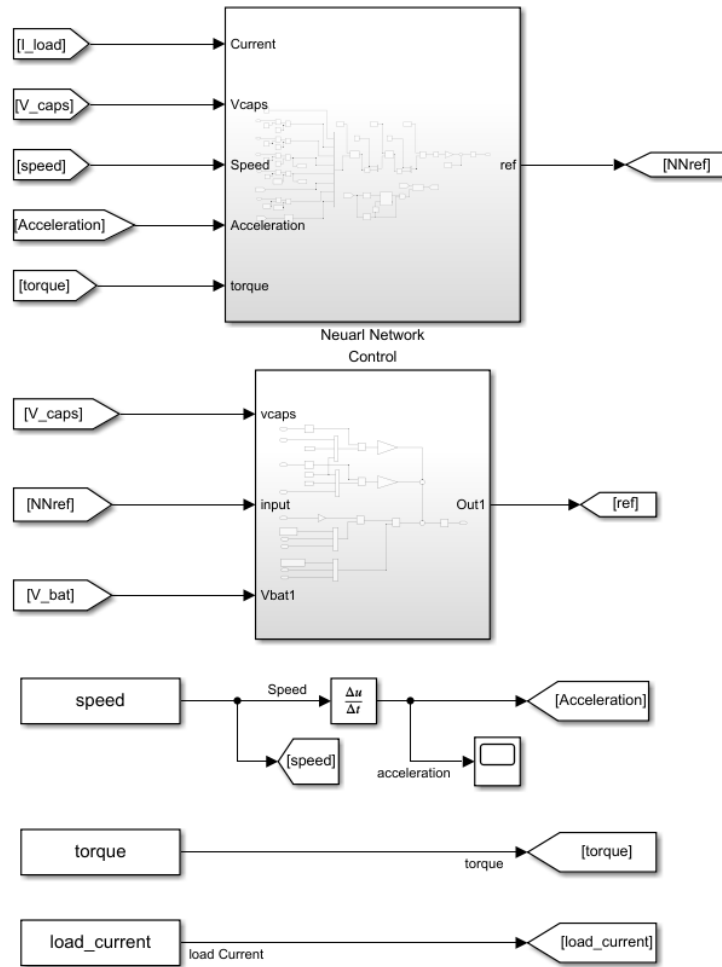 [I_load]
Current
[V_caps]
Vcaps
[speed]
Speed
ref
[NNref]
[Acceleration]
Acceleration
[torque]
torque
Neuarl Network
Control
[V_caps]
vcaps
[NNref]
input
Out1
[ref]
[V_bat]
Vbat1
speed
Speed
Δu
Δt
[Acceleration]
[speed]
acceleration
torque
torque
[torque]
load_current
load Current
[load_current]